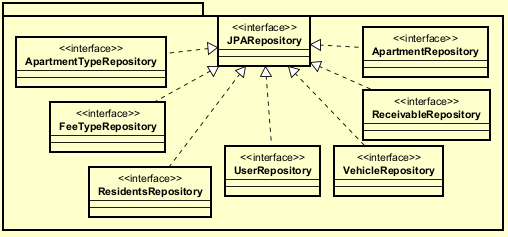 <<interface>>
JPARepository
<<interface>>
ApartmentTypeRepository
<<interface>>
ApartmentRepository
<<interface>>
FeeTypeRepository
<<interface>>
ReceivableRepository
<<interface>>
ResidentsRepository
<<interface>>
UserRepository
<<interface>>
VehicleRepository